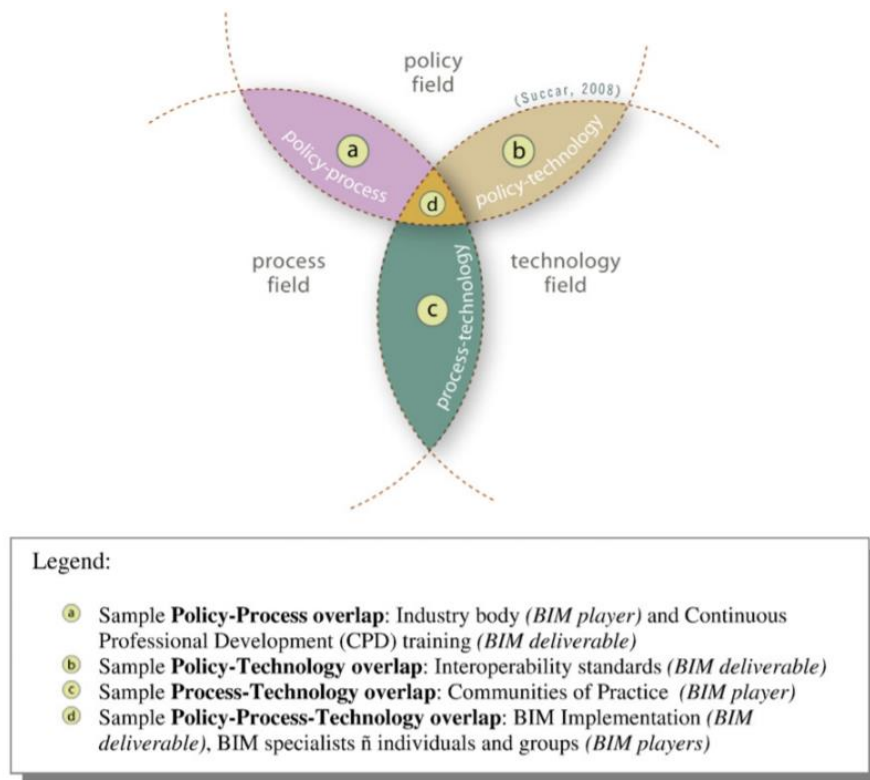 policy
field
(Succar, 2008)
a
b
policy-process
policy-technology
d
process
field
technology
field
c
process-technology
Legend:
a Sample Policy-Process overlap: Industry body (BIM player) and Continuous
Professional Development (CPD) training (BIM deliverable)
b Sample Policy-Technology overlap: Interoperability standards (BIM deliverable)
c Sample Process-Technology overlap: Communities of Practice (BIM player)
d Sample Policy-Process-Technology overlap: BIM Implementation (BIM
deliverable), BIM specialists ñ individuals and groups (BIM players)